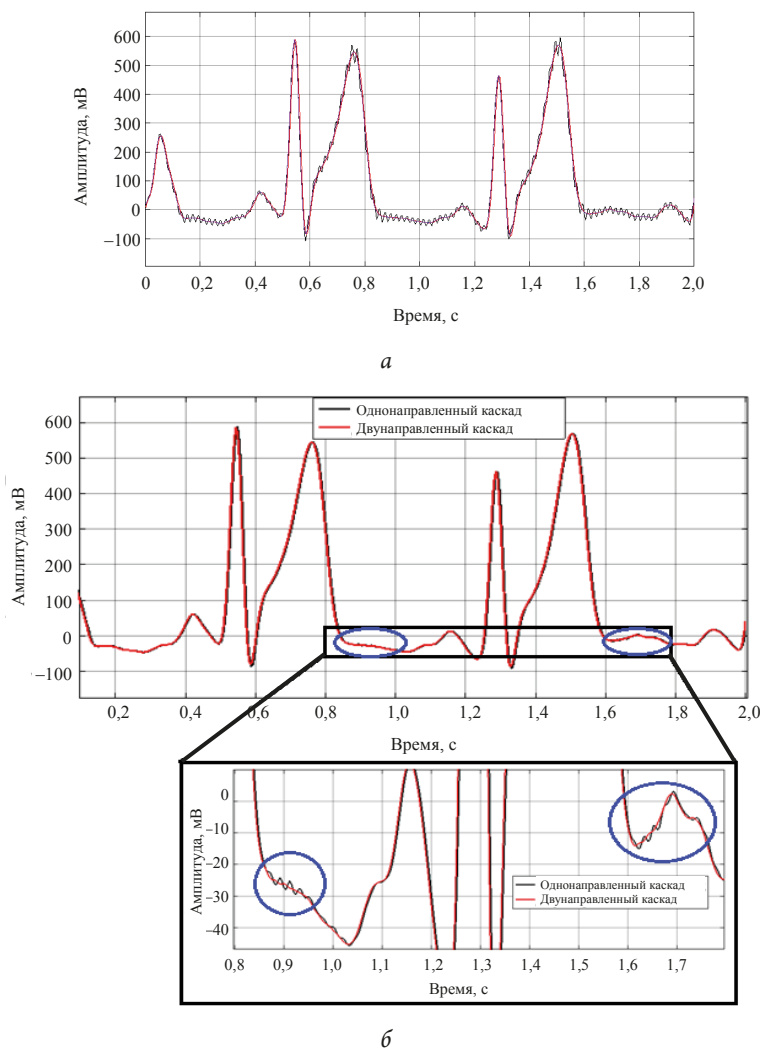 600
500
400
300
200
100
0
−100
Амплитуда, мВ
0 0,2 0,4 0,6 0,8 1,0 1,2 1,4 1,6 1,8 2,0
Время, с
а
Однонаправленный каскад
Двунаправленный каскад
600
500
400
300
200
100
0
−100
Амплитуда, мВ
0,2 0,4 0,6 0,8 1,0 1,2 1,4 1,6 1,8 2,0
Время, с
0
−10
−20
−30
−40
Амплитуда, мВ
Однонаправленный каскад
Двунаправленный каскад
0,8 0,9 1,0 1,1 1,2 1,3 1,4 1,5 1,6 1,7
Время, с
б